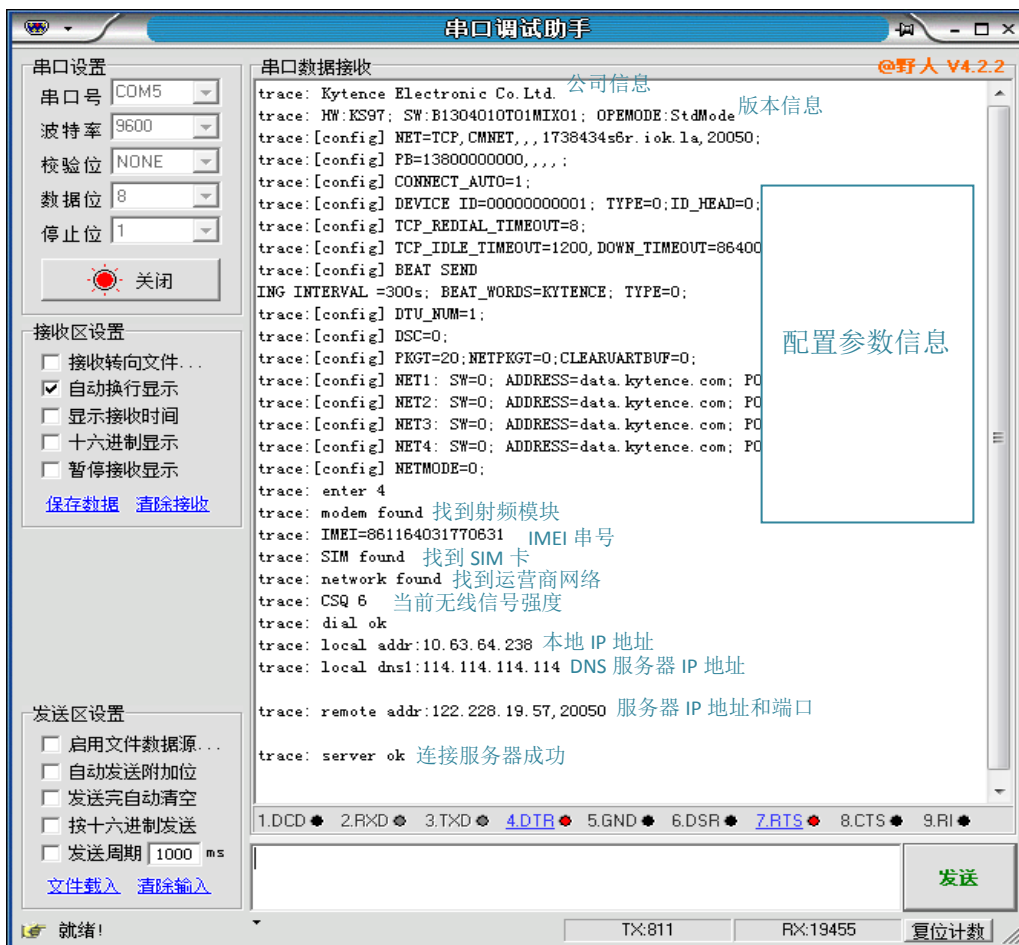 串口调试助手
串口设置
串口号 COM5
波特率 9600
校验位 NONE
数据位 8
停止位 1
关闭
接收区设置
接收转向文件...
自动换行显示
显示接收时间
十六进制显示
暂停接收显示
保存数据 清除接收
发送区设置
启用文件数据源...
自动发送附加位
发送完自动清空
按十六进制发送
发送周期 1000 ms
文件载入 清除输入
串口数据接收
@野人 V4.2.2
trace: Kytence Electronic Co.Ltd. 公司信息
trace: HW:KS97; SW:B1304010T01MIX01; OPEMODE:StdMode 版本信息
trace:[config] NET=TCP,CMNET,,,1738434s6r.iok.la,20050;
trace:[config] PB=13800000000,,,,;
trace:[config] CONNECT_AUTO=1;
trace:[config] DEVICE ID=00000000001; TYPE=0;ID_HEAD=0;
trace:[config] TCP_REDIAL_TIMEOUT=8;
trace:[config] TCP_IDLE_TIMEOUT=1200,DOWN_TIMEOUT=86400
trace:[config] BEAT SEND
ING INTERVAL =300s; BEAT_WORDS=KYTENCE; TYPE=0;
trace:[config] DTU_NUM=1;
trace:[config] DSC=0;
trace:[config] PKGT=20;NETPKGT=0;CLEARUARTBUF=0;
trace:[config] NET1: SW=0; ADDRESS=data.kytence.com; PO
trace:[config] NET2: SW=0; ADDRESS=data.kytence.com; PO
trace:[config] NET3: SW=0; ADDRESS=data.kytence.com; PO
trace:[config] NET4: SW=0; ADDRESS=data.kytence.com; PO
trace:[config] NETMODE=0;
配置参数信息
trace: enter 4
trace: modem found 找到射频模块
trace: IMEI=861164031770631 IMEI 串号
trace: SIM found 找到 SIM 卡
trace: network found 找到运营商网络
trace: CSQ 6 当前无线信号强度
trace: dial ok
trace: local addr:10.63.64.238 本地 IP 地址
trace: local dns1:114.114.114.114 DNS 服务器 IP 地址
trace: remote addr:122.228.19.57,20050 服务器 IP 地址和端口
trace: server ok 连接服务器成功
1.DCD 2.RXD 3.TXD 4.DTR 5.GND 6.DSR 7.RTS 8.CTS 9.RI
发送
就绪! TX:811 RX:19455 复位计数